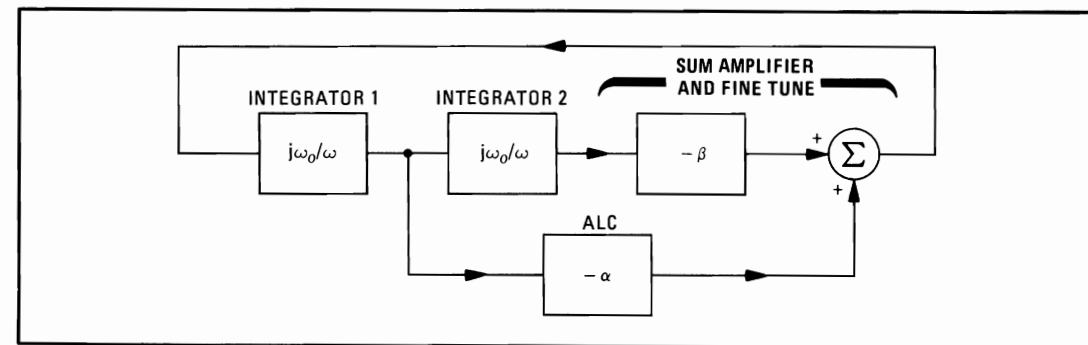 SUM AMPLIFIER
AND FINE TUNE
INTEGRATOR 1
INTEGRATOR 2
jω₀/ω
jω₀/ω
− β
+
Σ
+
ALC
− α